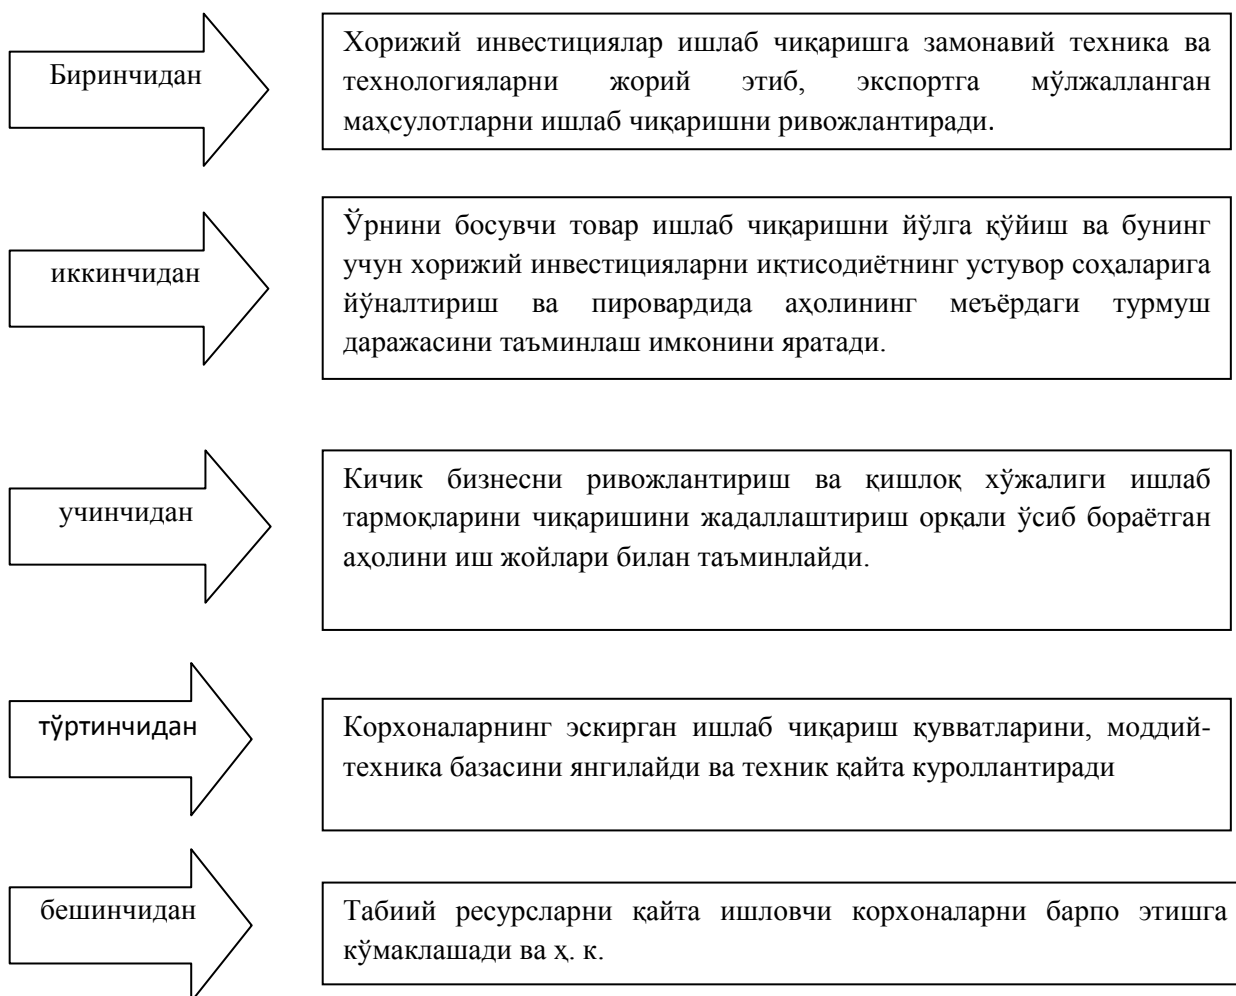 Биринчидан
Хорижий инвестициялар ишлаб чиқаришга замонавий техника ва
технологияларни жорий этиб, экспортга мўлжалланган
маҳсулотларни ишлаб чиқаришни ривожлантиради.
иккинчидан
Ўрнини босувчи товар ишлаб чиқаришни йўлга қўйиш ва бунинг
учун хорижий инвестицияларни иқтисодиётнинг устувор соҳаларига
йўналтириш ва пировардида аҳолининг меъёрдаги турмуш
даражасини таъминлаш имконини яратади.
учинчидан
Кичик бизнесни ривожлантириш ва қишлоқ хўжалиги ишлаб
тармоқларини чиқаришини жадаллаштириш орқали ўсиб бораётган
аҳолини иш жойлари билан таъминлайди.
тўртинчидан
Корхоналарнинг эскирган ишлаб чиқариш қувватларини, моддий-
техника базасини янгилайди ва техник қайта куроллантиради
бешинчидан
Табиий ресурсларни қайта ишловчи корхоналарни барпо этишга
кўмаклашади ва ҳ. к.